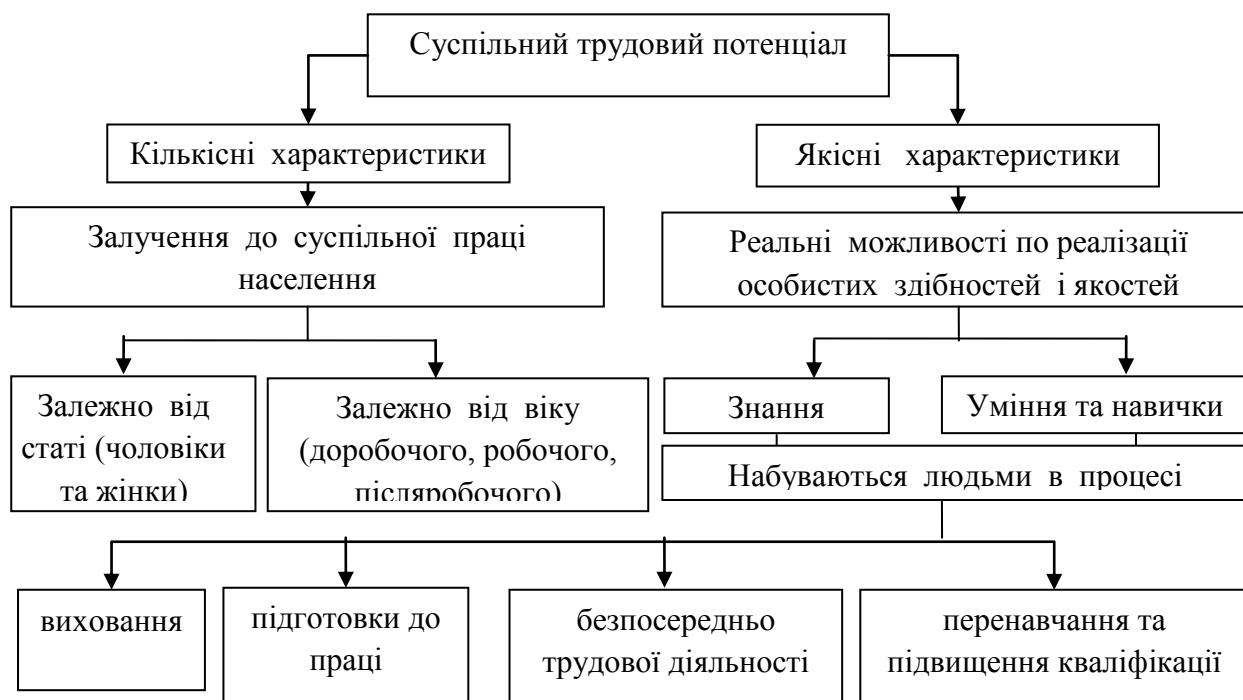 Суспільний трудовий потенціал
Кількісні характеристики
Якісні характеристики
Залучення до суспільної праці
населення
Реальні можливості по реалізації
особистих здібностей і якостей
Залежно від
статі (чоловіки
та жінки)
Залежно від віку
(доробочого, робочого,
післяробочого)
Знання
Уміння та навички
Набуваються людьми в процесі
виховання
підготовки до
праці
безпосередньо
трудової діяльності
перенавчання та
підвищення кваліфікації